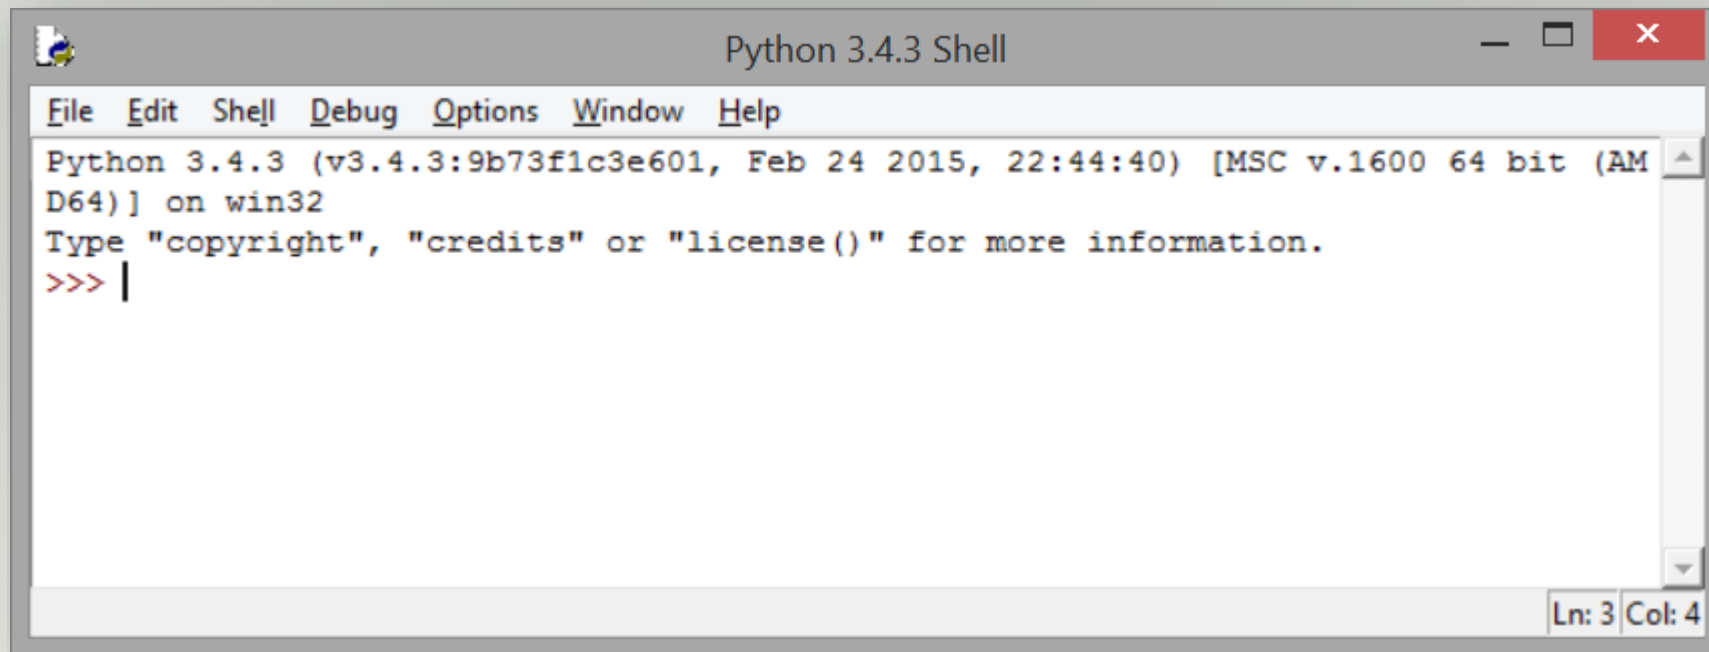 Python 3.4.3 Shell
File Edit Shell Debug Options Window Help
Python 3.4.3 (v3.4.3:9b73f1c3e601, Feb 24 2015, 22:44:40) [MSC v.1600 64 bit (AM
D64)] on win32
Type "copyright", "credits" or "license()" for more information.
>>>
Ln: 3 Col: 4